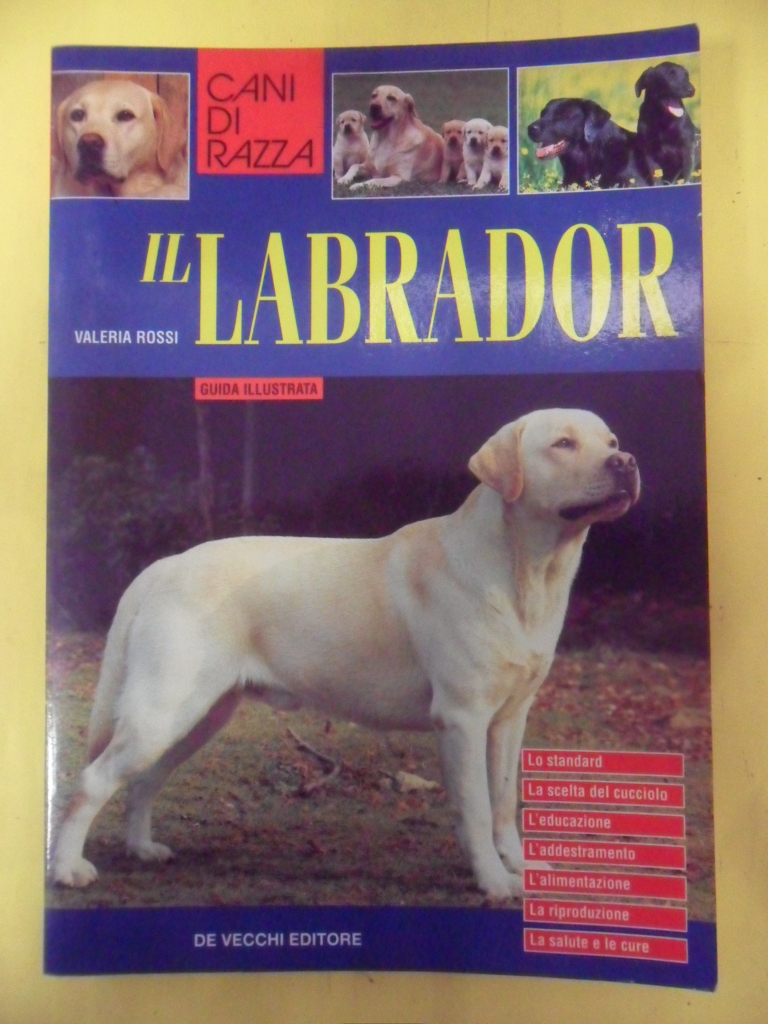 CANI
DI
RAZZA
IL LABRADOR
VALERIA ROSSI
GUIDA ILLUSTRATA
Lo standard
La scelta del cucciolo
L'educazione
L'addestramento
L'alimentazione
La riproduzione
La salute e le cure
DE VECCHI EDITORE